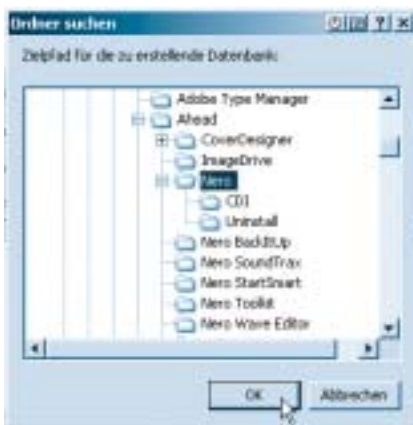 Ordner suchen
Zielpfad für die zu erstellende Datenbank:
Adobe Type Manager
Ahead
CoverDesigner
ImageDrive
Nero
CDI
Uninstall
Nero BackItUp
Nero SoundTrax
Nero StartSmart
Nero Toolkit
Nero Wave Editor
OK
Abbrechen